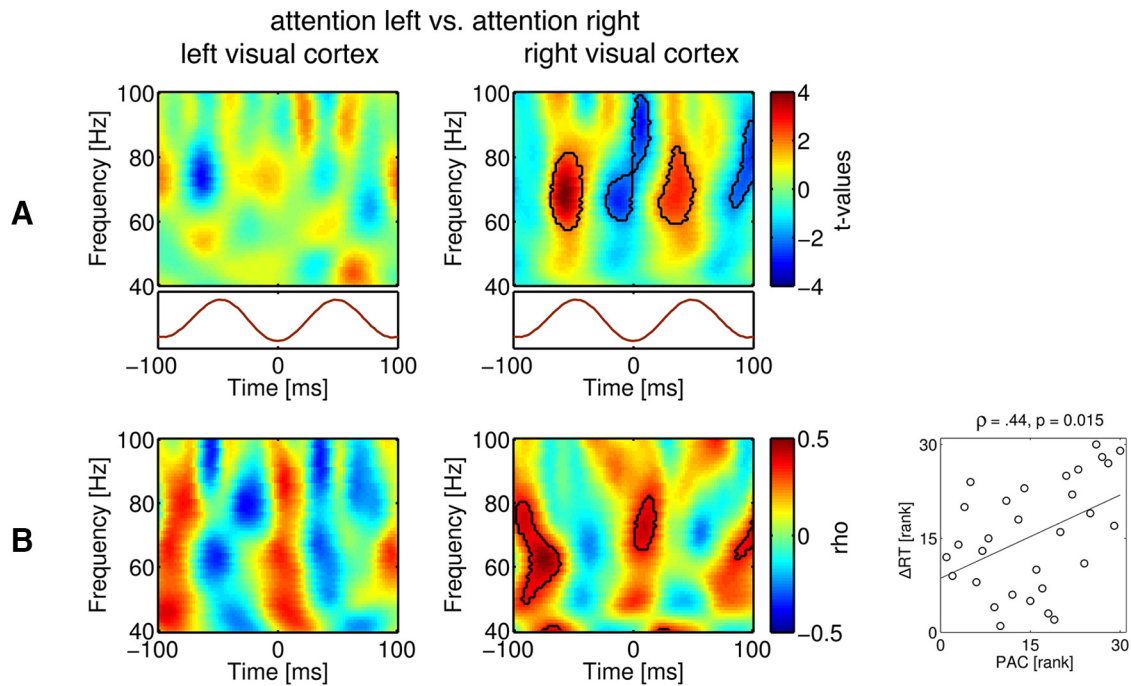 attention left vs. attention right
left visual cortex
right visual cortex
A
Frequency [Hz]
100
80
60
40
Frequency [Hz]
100
80
60
40
4
2
0
−2
−4
t-values
−100
0
100
Time [ms]
−100
0
100
Time [ms]
B
Frequency [Hz]
100
80
60
40
−100
0
100
Time [ms]
Frequency [Hz]
100
80
60
40
−100
0
100
Time [ms]
0.5
0
−0.5
rho
ρ = .44, p = 0.015
ΔRT [rank]
30
15
0
0
15
30
PAC [rank]